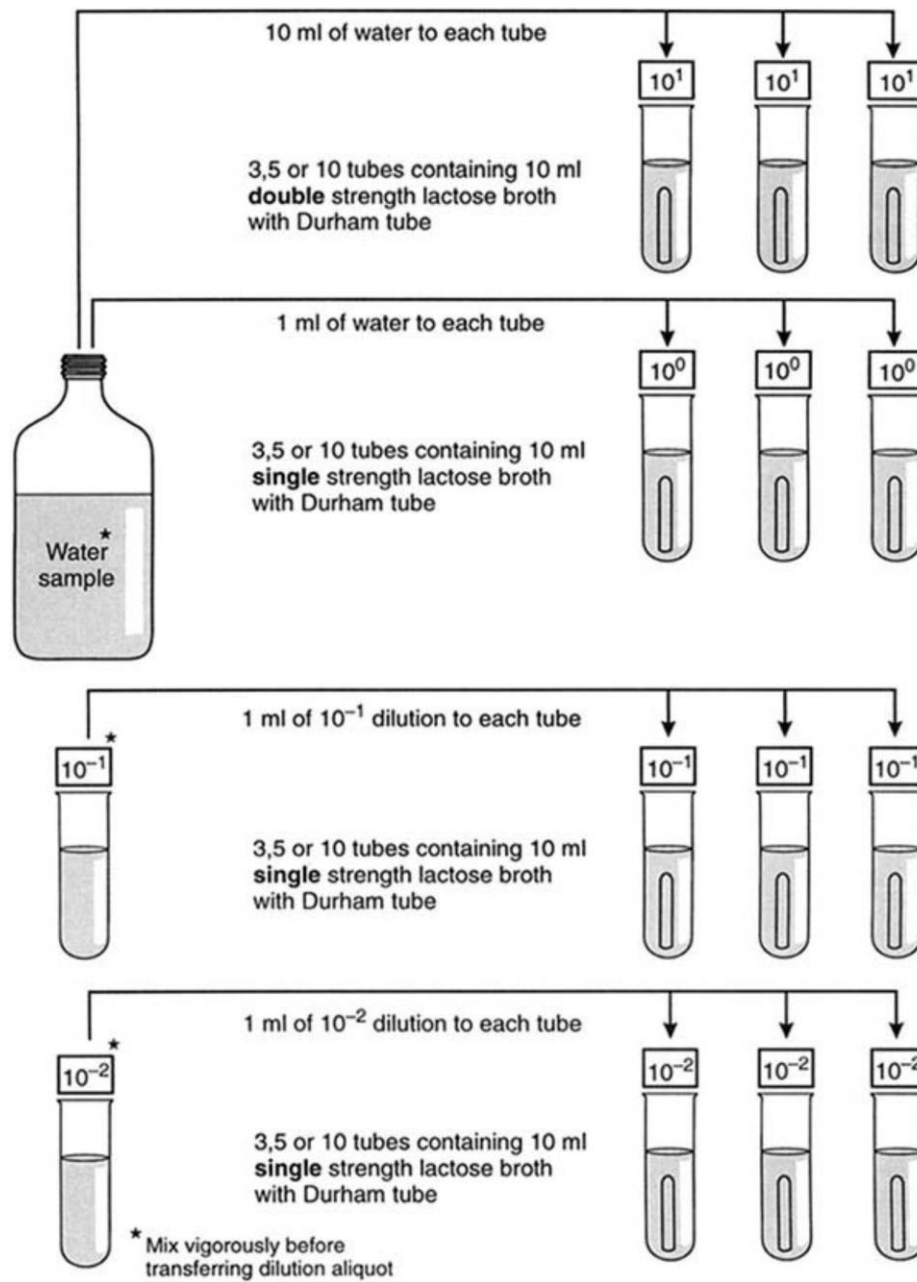 10 ml of water to each tube
10¹ 10¹ 10¹
3,5 or 10 tubes containing 10 ml
double strength lactose broth
with Durham tube
1 ml of water to each tube
10⁰ 10⁰ 10⁰
3,5 or 10 tubes containing 10 ml
single strength lactose broth
with Durham tube
Water *
sample
1 ml of 10⁻¹ dilution to each tube
10⁻¹ * 10⁻¹ 10⁻¹ 10⁻¹
3,5 or 10 tubes containing 10 ml
single strength lactose broth
with Durham tube
1 ml of 10⁻² dilution to each tube
10⁻² * 10⁻² 10⁻² 10⁻²
3,5 or 10 tubes containing 10 ml
single strength lactose broth
with Durham tube
* Mix vigorously before
transferring dilution aliquot